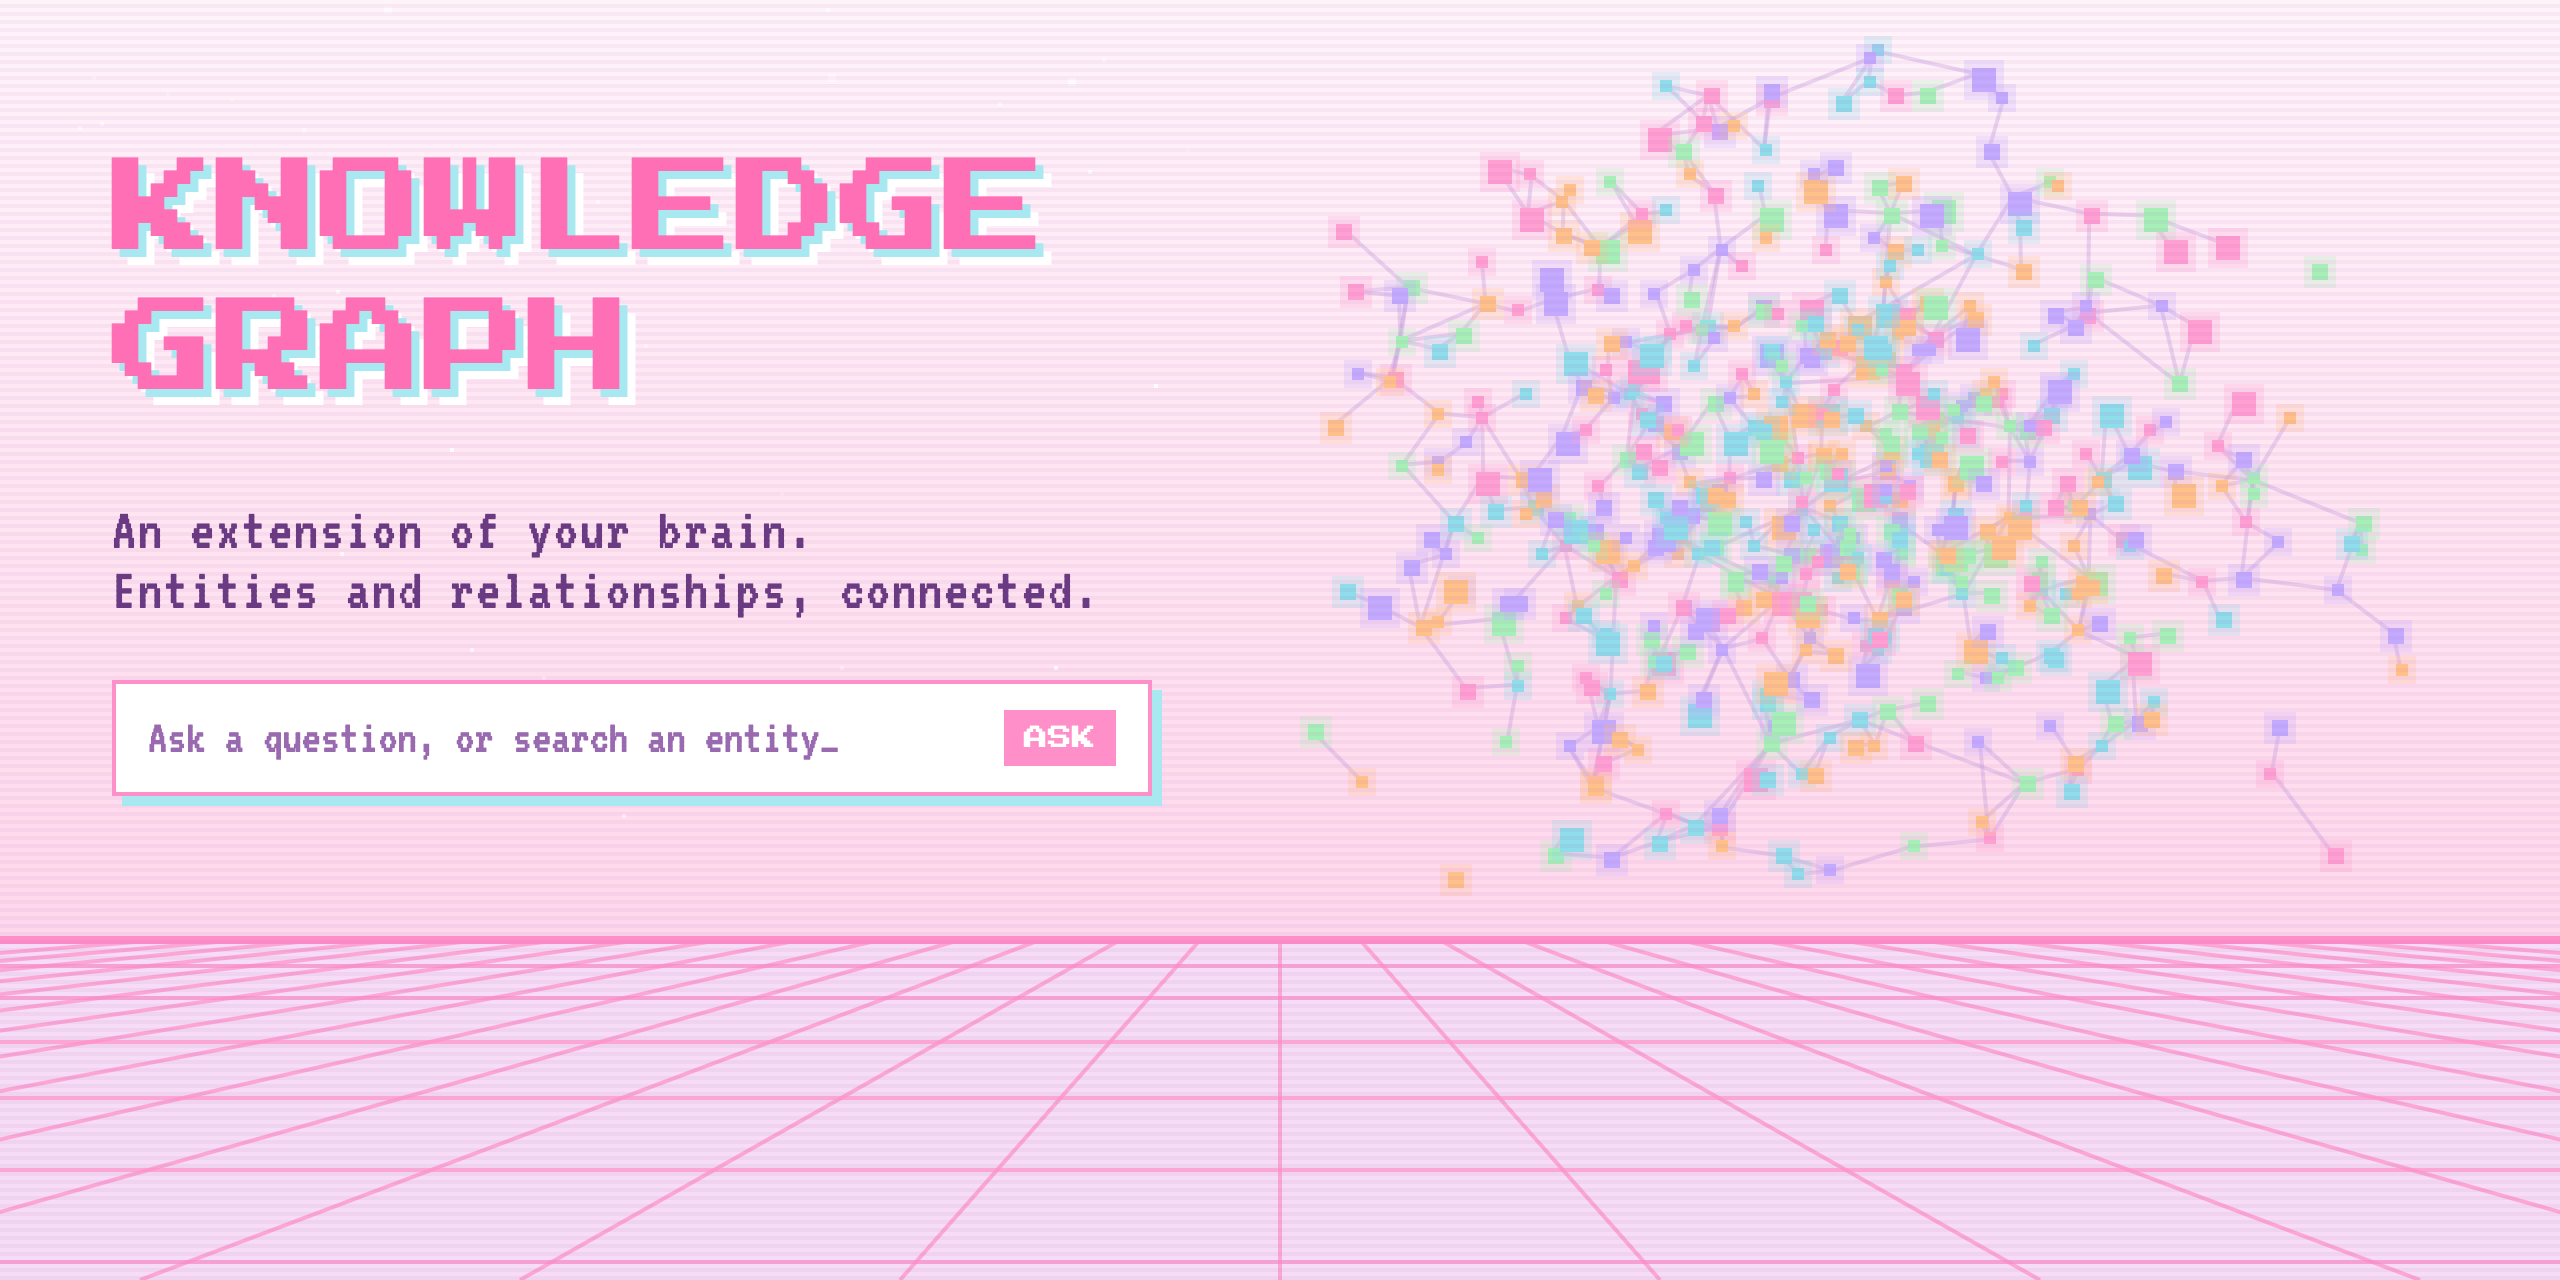 KNOWLEDGE
GRAPH
An extension of your brain.
Entities and relationships, connected.
Ask a question, or search an entity_
ASK